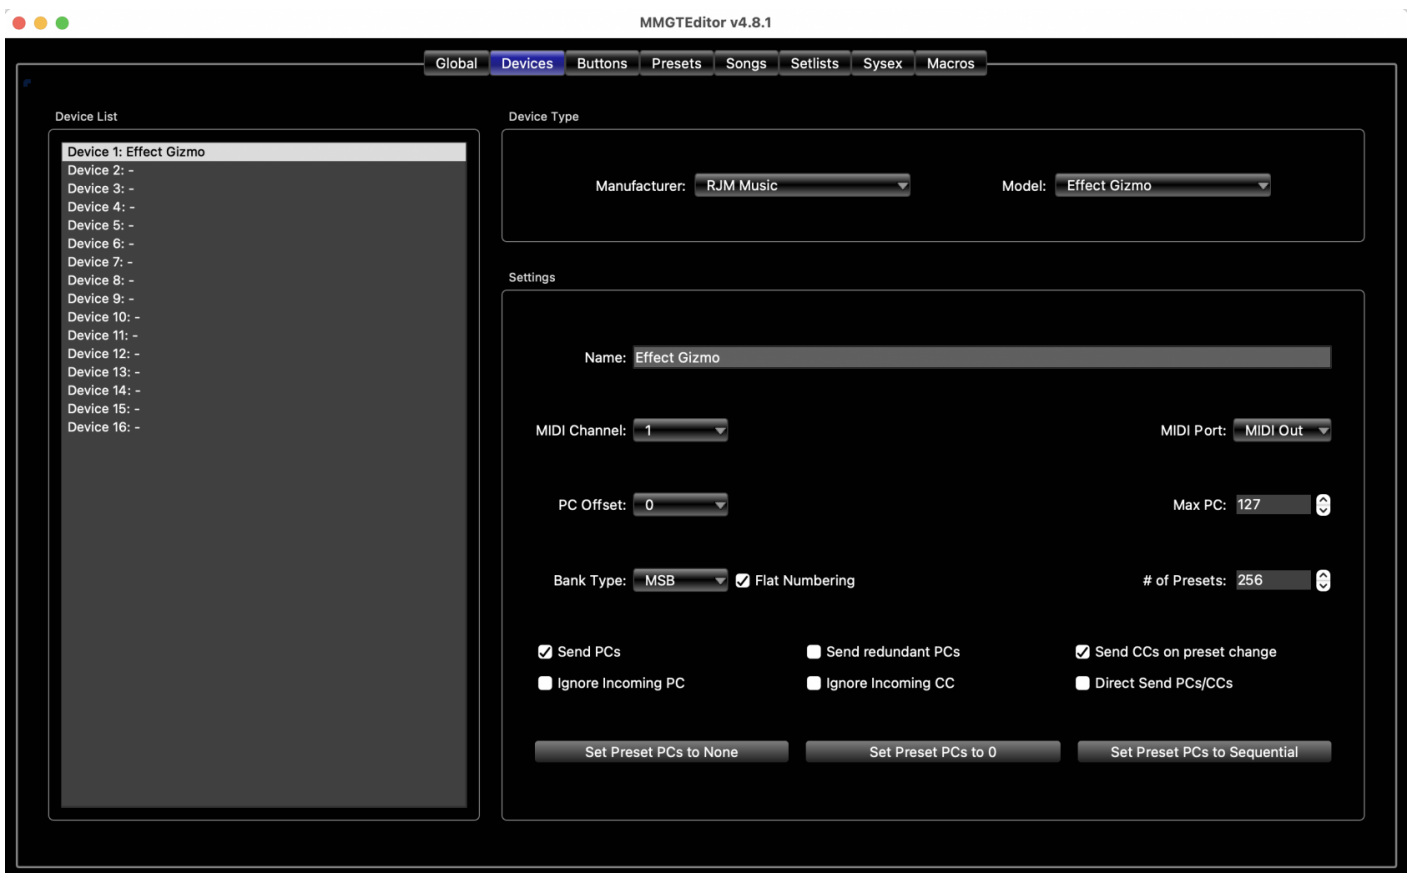 MMGTEditor v4.8.1
Global Devices Buttons Presets Songs Setlists Sysex Macros
Device List
Device 1: Effect Gizmo
Device 2: -
Device 3: -
Device 4: -
Device 5: -
Device 6: -
Device 7: -
Device 8: -
Device 9: -
Device 10: -
Device 11: -
Device 12: -
Device 13: -
Device 14: -
Device 15: -
Device 16: -
Device Type
Manufacturer: RJM Music Model: Effect Gizmo
Settings
Name: Effect Gizmo
MIDI Channel: 1 MIDI Port: MIDI Out
PC Offset: 0 Max PC: 127
Bank Type: MSB Flat Numbering # of Presets: 256
Send PCs Send redundant PCs Send CCs on preset change
Ignore Incoming PC Ignore Incoming CC Direct Send PCs/CCs
Set Preset PCs to None Set Preset PCs to 0 Set Preset PCs to Sequential